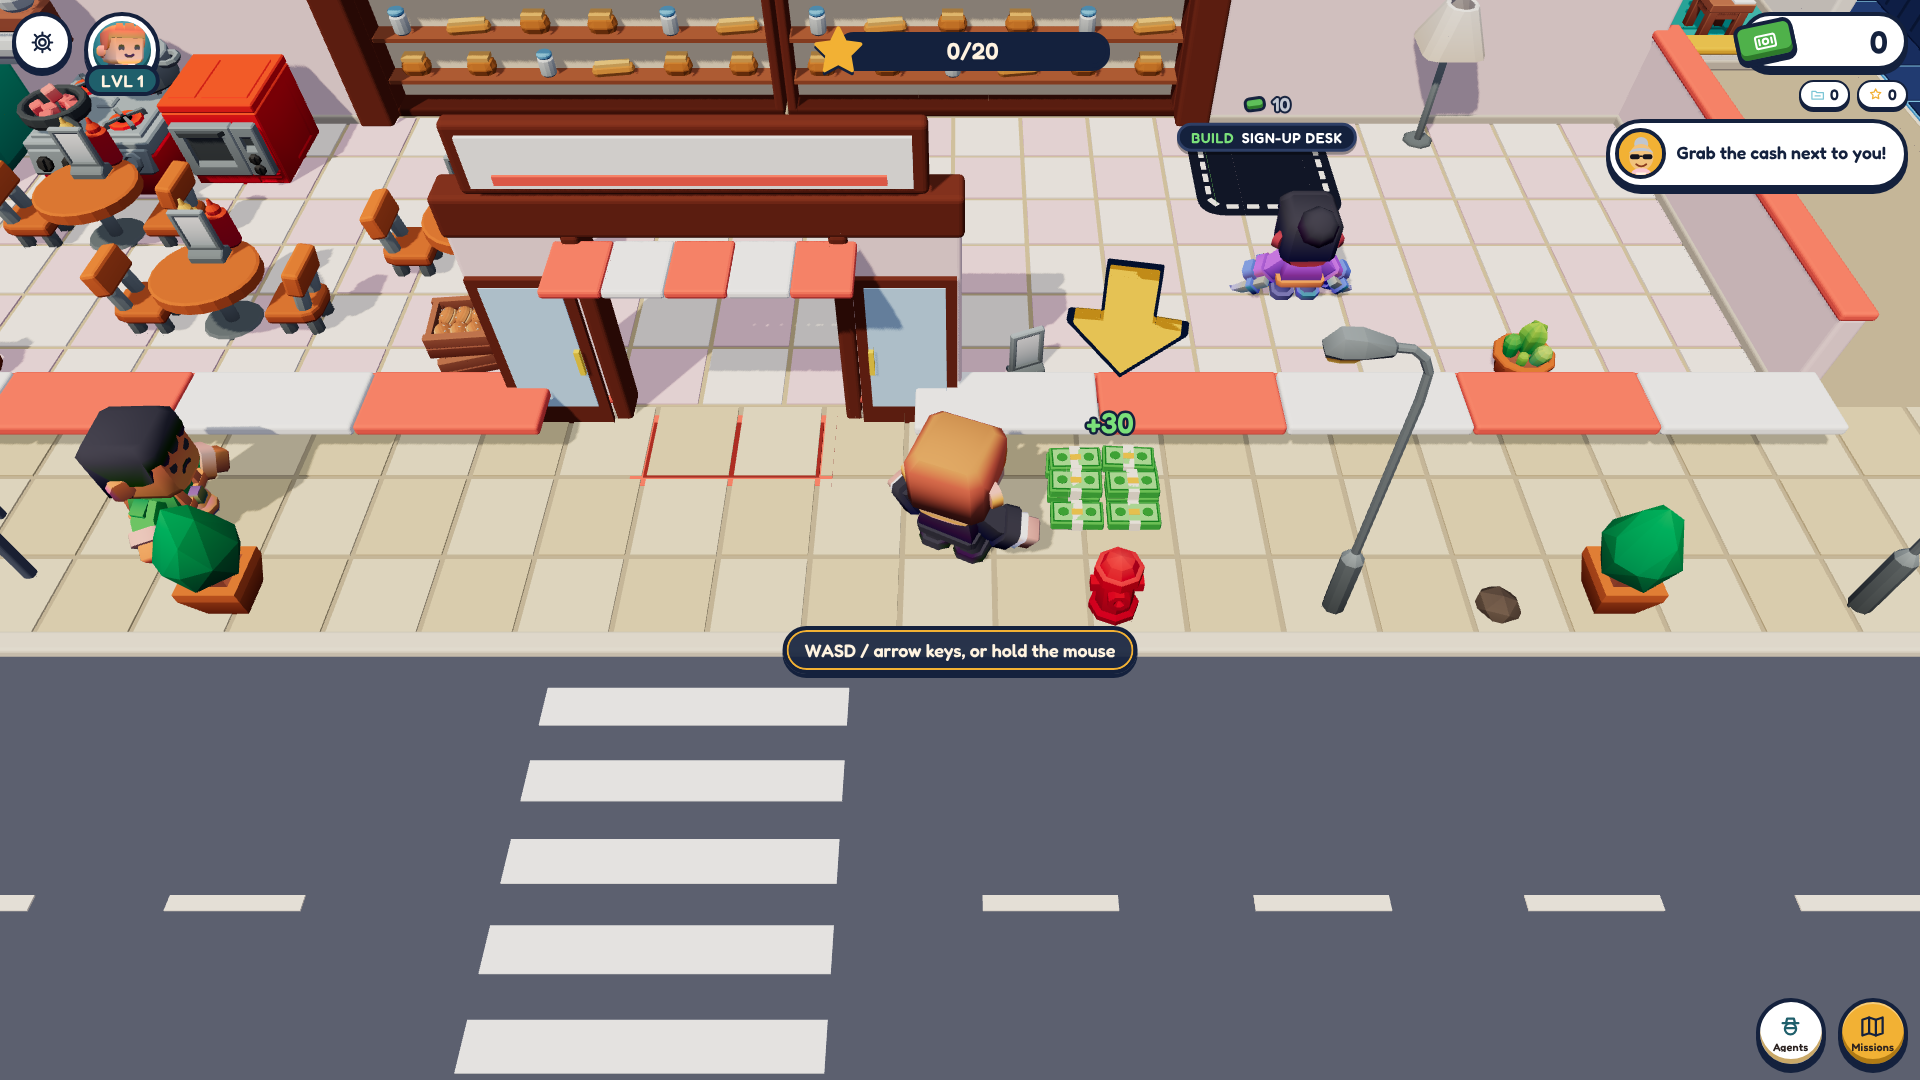 LVL 1
0/20
0
0
0
10
BUILD SIGN-UP DESK
Grab the cash next to you!
+30
WASD / arrow keys, or hold the mouse
Agents
Missions